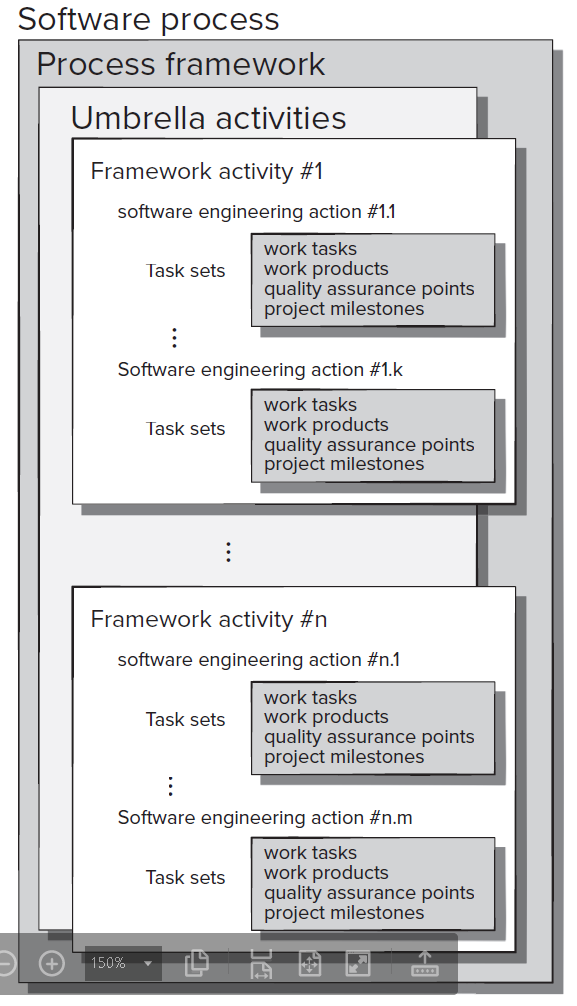 Software process
Process framework
Umbrella activities
Framework activity #1
software engineering action #1.1
Task sets
work tasks
work products
quality assurance points
project milestones
⋮
Software engineering action #1.k
Task sets
work tasks
work products
quality assurance points
project milestones
⋮
Framework activity #n
software engineering action #n.1
Task sets
work tasks
work products
quality assurance points
project milestones
⋮
Software engineering action #n.m
Task sets
work tasks
work products
quality assurance points
project milestones
150%